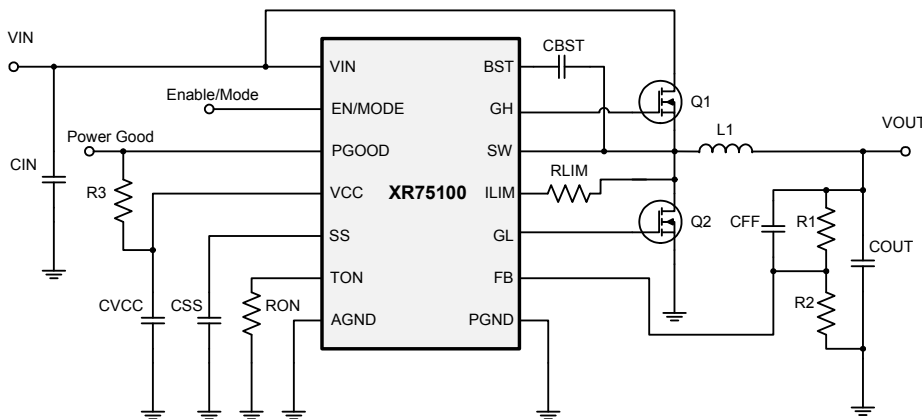 VIN
CIN
Enable/Mode
Power Good
R3
CVCC
CSS
RON
VIN
EN/MODE
PGOOD
VCC
SS
TON
AGND
XR75100
BST
GH
SW
ILIM
GL
FB
PGND
CBST
RLIM
Q1
Q2
L1
VOUT
CFF
R1
R2
COUT